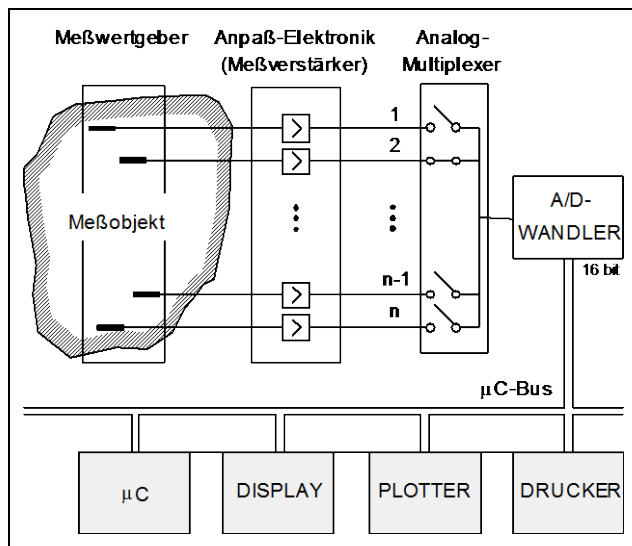 Meßwertgeber
Anpaß-Elektronik
(Meßverstärker)
Analog-
Multiplexer
1
2
Meßobjekt
n-1
n
A/D-
WANDLER
16 bit
µC-Bus
µC
DISPLAY
PLOTTER
DRUCKER